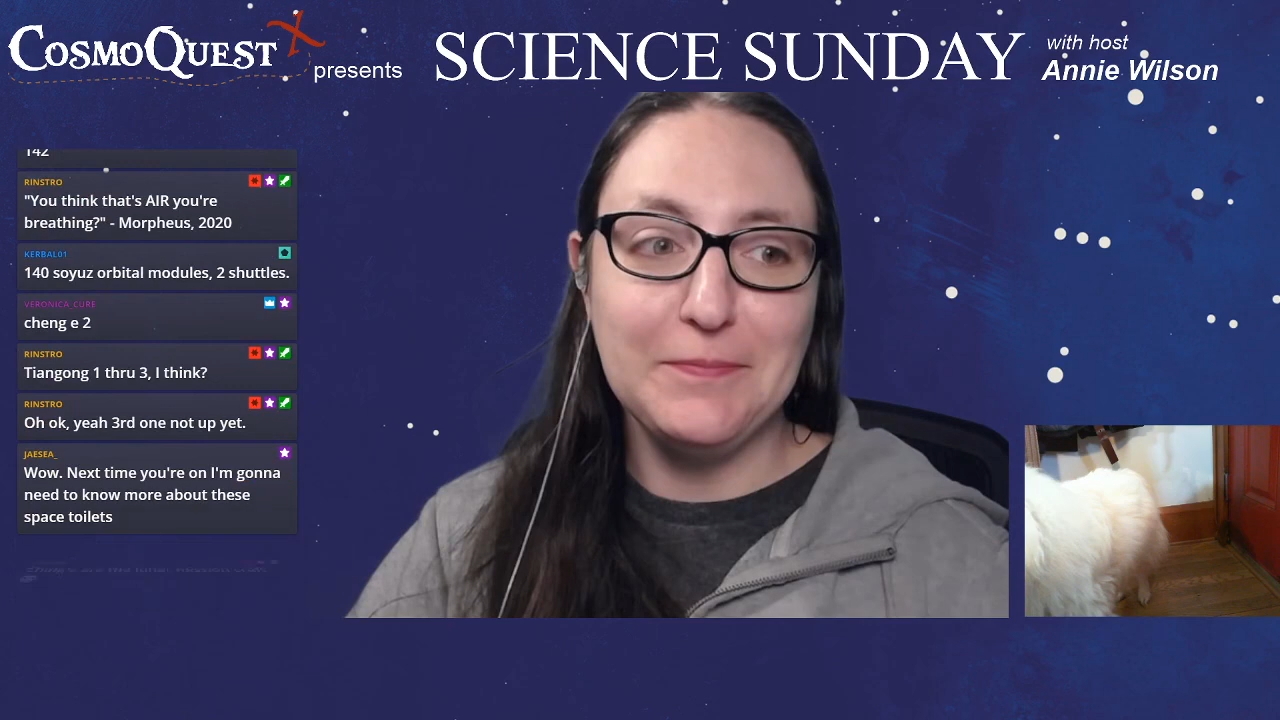 COSMOQUEST X
presents
SCIENCE SUNDAY
with host
Annie Wilson
142
RINSTRO
"You think that's AIR you're
breathing?" - Morpheus, 2020
KERBAL01
140 soyuz orbital modules, 2 shuttles.
VERONICA_CURE
cheng e 2
RINSTRO
Tiangong 1 thru 3, I think?
RINSTRO
Oh ok, yeah 3rd one not up yet.
JAESEA_
Wow. Next time you're on I'm gonna
need to know more about these
space toilets